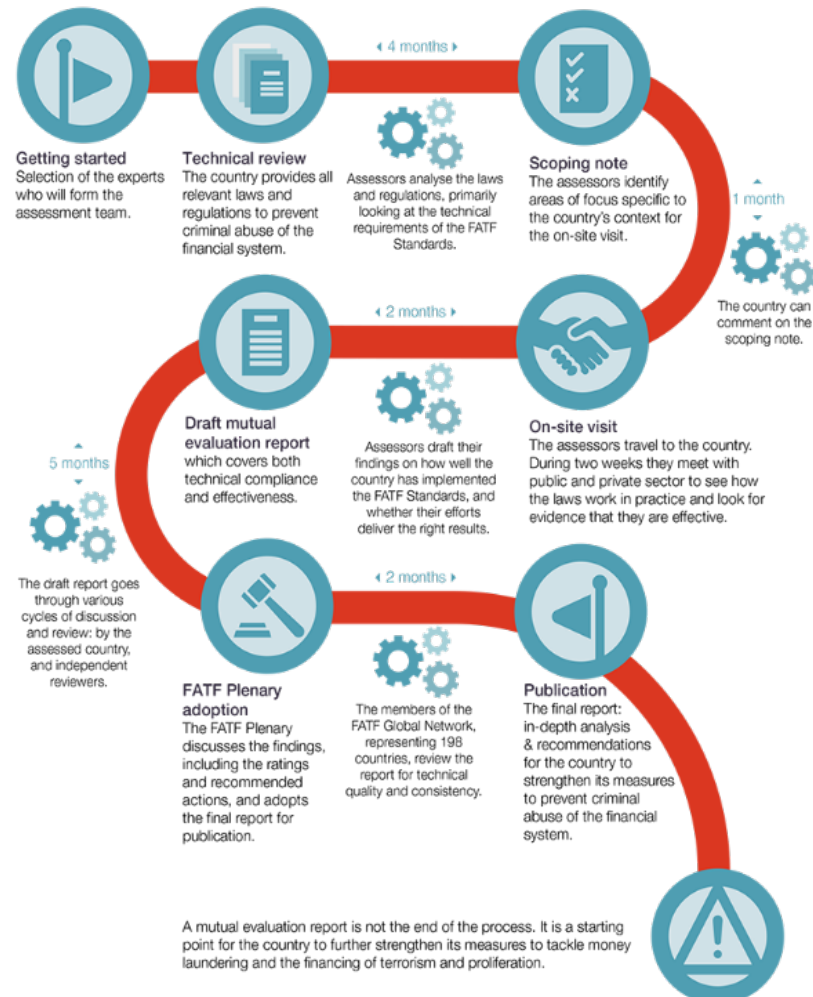 ◂ 4 months ▸
Getting started
Selection of the experts
who will form the
assessment team.
Technical review
The country provides all
relevant laws and
regulations to prevent
criminal abuse of the
financial system.
Assessors analyse the laws
and regulations, primarily
looking at the technical
requirements of the FATF
Standards.
Scoping note
The assessors identify
areas of focus specific to
the country's context for
the on-site visit.
1 month
The country can
comment on the
scoping note.
◂ 2 months ▸
On-site visit
The assessors travel to the country.
During two weeks they meet with
public and private sector to see how
the laws work in practice and look for
evidence that they are effective.
Assessors draft their
findings on how well the
country has implemented
the FATF Standards, and
whether their efforts
deliver the right results.
Draft mutual
evaluation report
which covers both
technical compliance
and effectiveness.
5 months
The draft report goes
through various
cycles of discussion
and review: by the
assessed country,
and independent
reviewers.
◂ 2 months ▸
FATF Plenary
adoption
The FATF Plenary
discusses the findings,
including the ratings
and recommended
actions, and adopts
the final report for
publication.
The members of the
FATF Global Network,
representing 198
countries, review the
report for technical
quality and consistency.
Publication
The final report:
in-depth analysis
& recommendations
for the country to
strengthen its measures
to prevent criminal
abuse of the financial
system.
A mutual evaluation report is not the end of the process. It is a starting
point for the country to further strengthen its measures to tackle money
laundering and the financing of terrorism and proliferation.